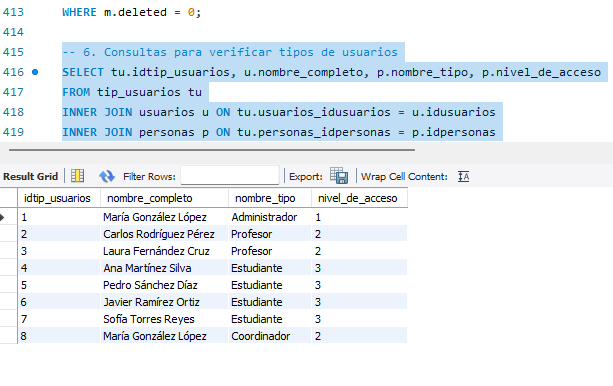 413 WHERE m.deleted = 0;
414
415 -- 6. Consultas para verificar tipos de usuarios
416 SELECT tu.idtip_usuarios, u.nombre_completo, p.nombre_tipo, p.nivel_de_acceso
417 FROM tip_usuarios tu
418 INNER JOIN usuarios u ON tu.usuarios_idusuarios = u.idusuarios
419 INNER JOIN personas p ON tu.personas_idpersonas = p.idpersonas
Result Grid Filter Rows: Export: Wrap Cell Content:
idtip_usuarios nombre_completo nombre_tipo nivel_de_acceso
1 María González López Administrador 1
2 Carlos Rodríguez Pérez Profesor 2
3 Laura Fernández Cruz Profesor 2
4 Ana Martínez Silva Estudiante 3
5 Pedro Sánchez Díaz Estudiante 3
6 Javier Ramírez Ortiz Estudiante 3
7 Sofía Torres Reyes Estudiante 3
8 María González López Coordinador 2